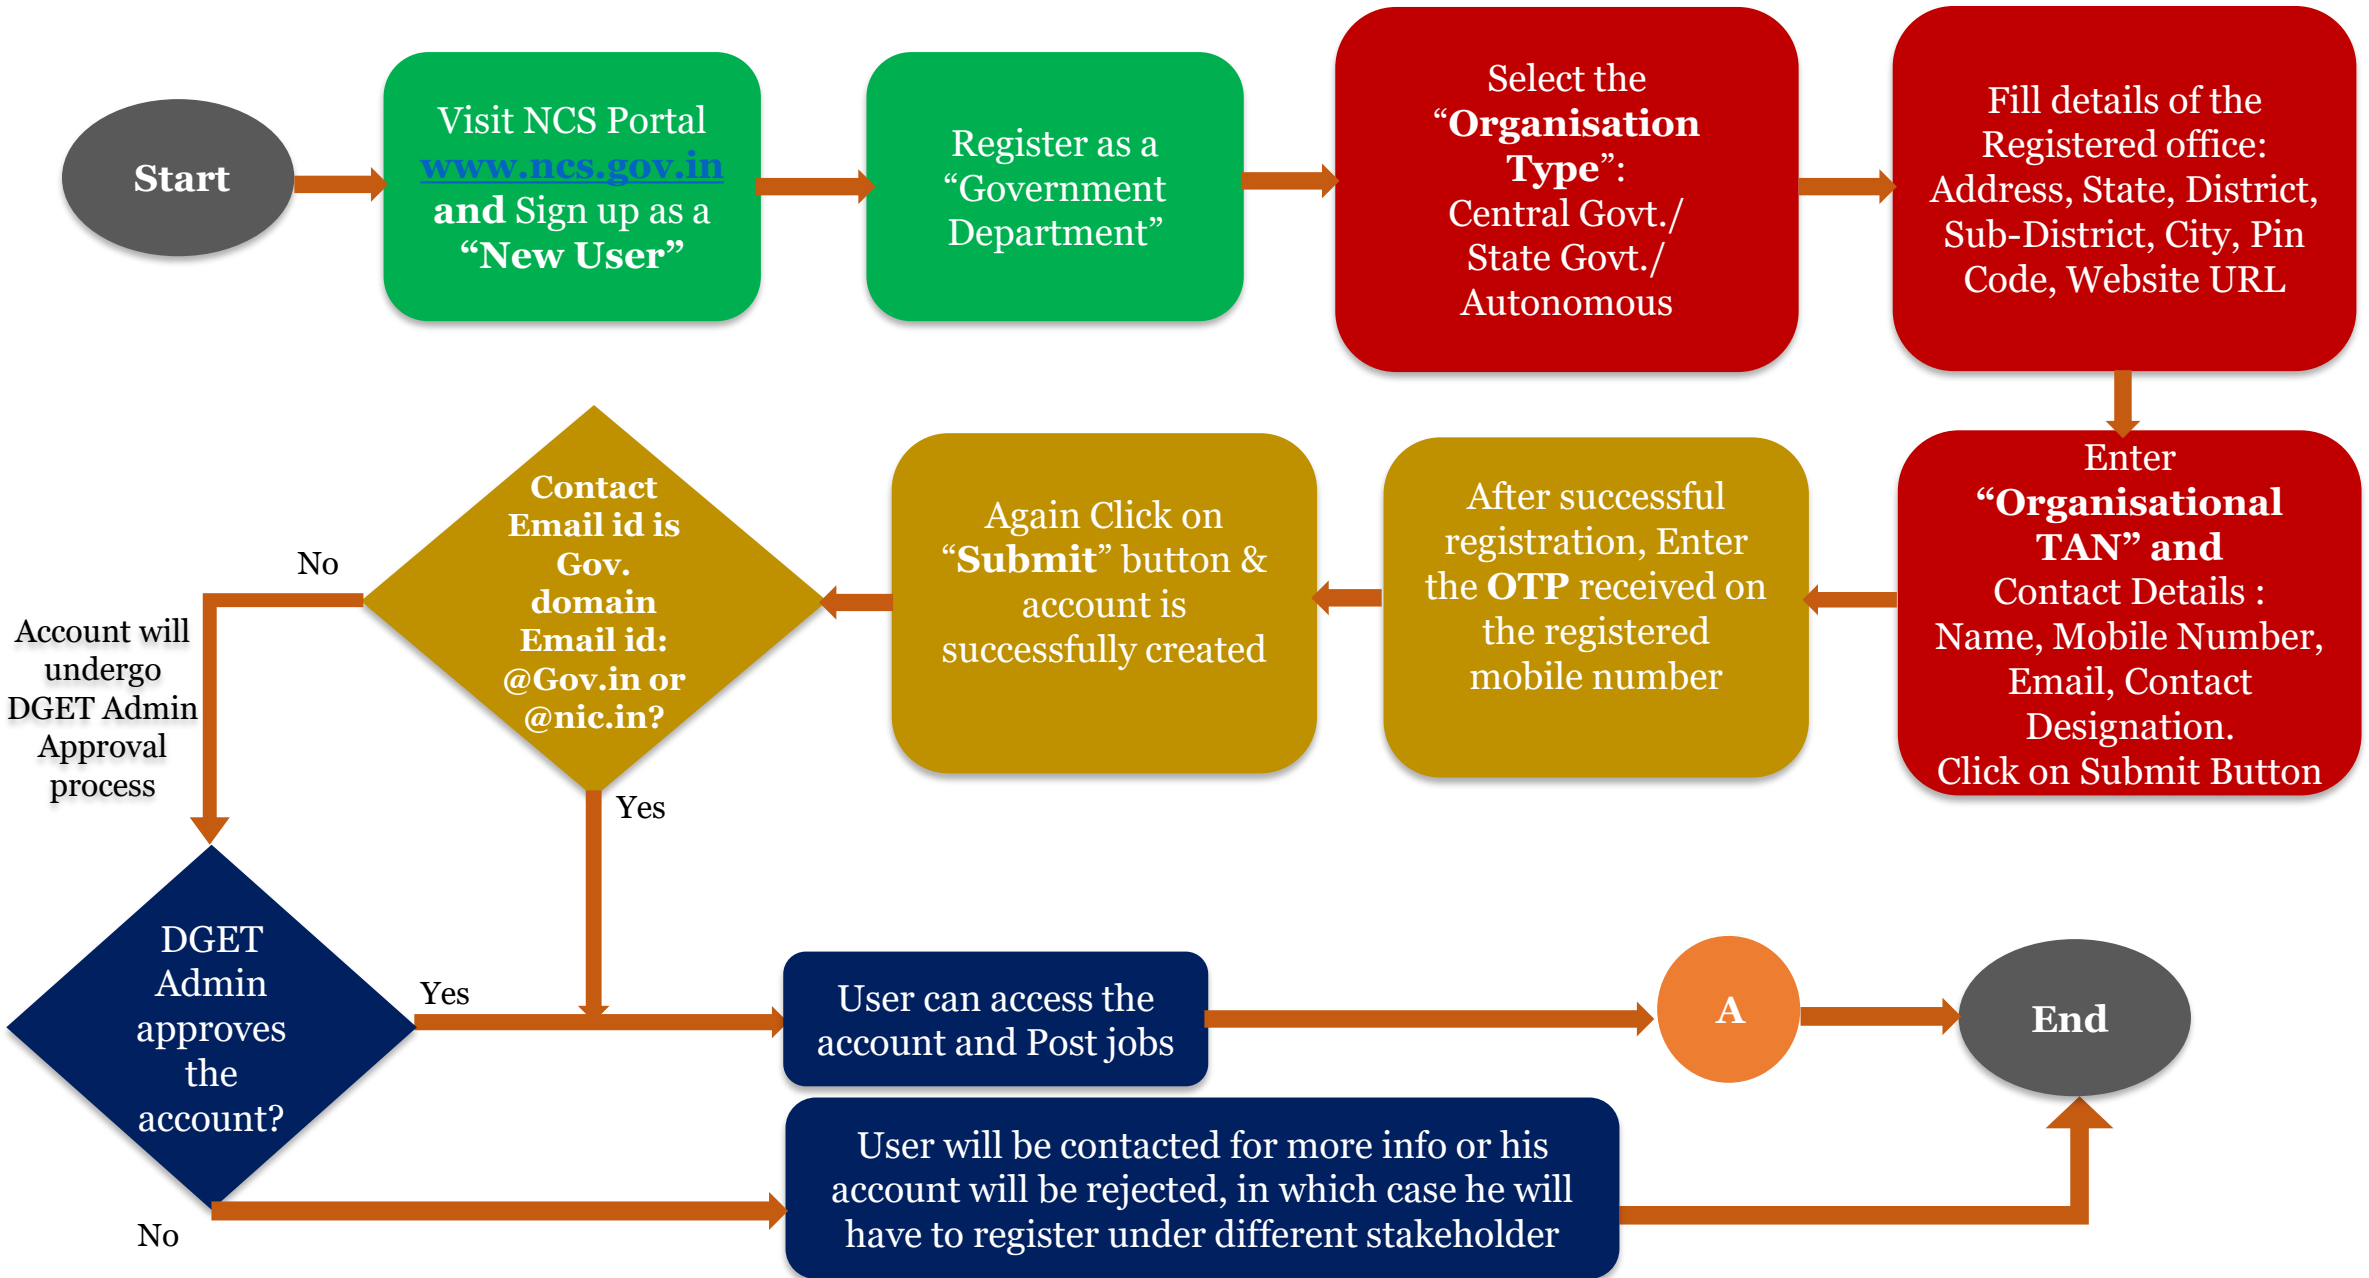 Start
Visit NCS Portal
www.ncs.gov.in
and Sign up as a
“New User”
Register as a
“Government
Department”
Select the
“Organisation
Type”:
Central Govt./
State Govt./
Autonomous
Fill details of the
Registered office:
Address, State, District,
Sub-District, City, Pin
Code, Website URL
Enter
“Organisational
TAN” and
Contact Details :
Name, Mobile Number,
Email, Contact
Designation.
Click on Submit Button
After successful
registration, Enter
the OTP received on
the registered
mobile number
Again Click on
“Submit” button &
account is
successfully created
Contact
Email id is
Gov.
domain
Email id:
@Gov.in or
@nic.in?
No
Account will
undergo
DGET Admin
Approval
process
Yes
DGET
Admin
approves
the
account?
Yes
User can access the
account and Post jobs
A
End
No
User will be contacted for more info or his
account will be rejected, in which case he will
have to register under different stakeholder